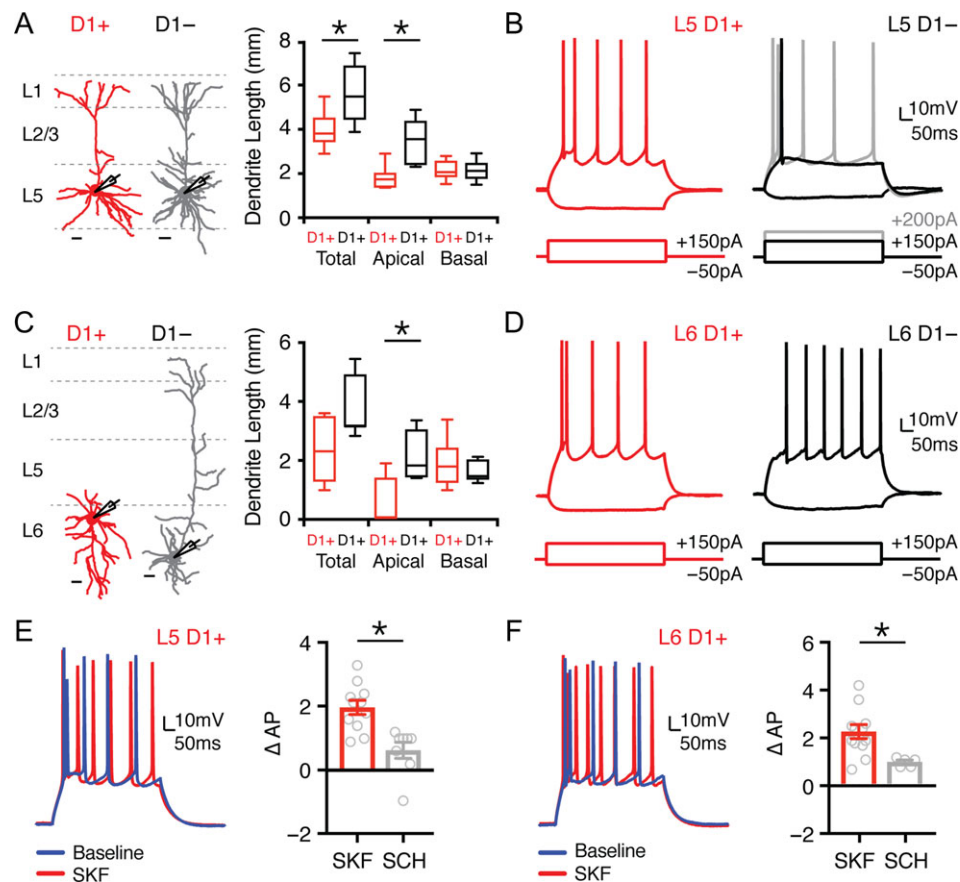 A
D1+
D1−
L1
L2/3
L5
Dendrite Length (mm)
8
6
4
2
0
*
*
D1+ D1+ D1+ D1+ D1+ D1+
Total Apical Basal
B
L5 D1+
L5 D1−
10mV
50ms
+200pA
+150pA
+150pA
−50pA
−50pA
C
D1+
D1−
L1
L2/3
L5
L6
Dendrite Length (mm)
6
4
2
0
*
D1+ D1+ D1+ D1+ D1+ D1+
Total Apical Basal
D
L6 D1+
L6 D1−
10mV
50ms
+150pA
+150pA
−50pA
−50pA
E
L5 D1+
10mV
50ms
Baseline
SKF
Δ AP
4
2
0
−2
*
SKF SCH
F
L6 D1+
10mV
50ms
Baseline
SKF
Δ AP
6
4
2
0
−2
*
SKF SCH